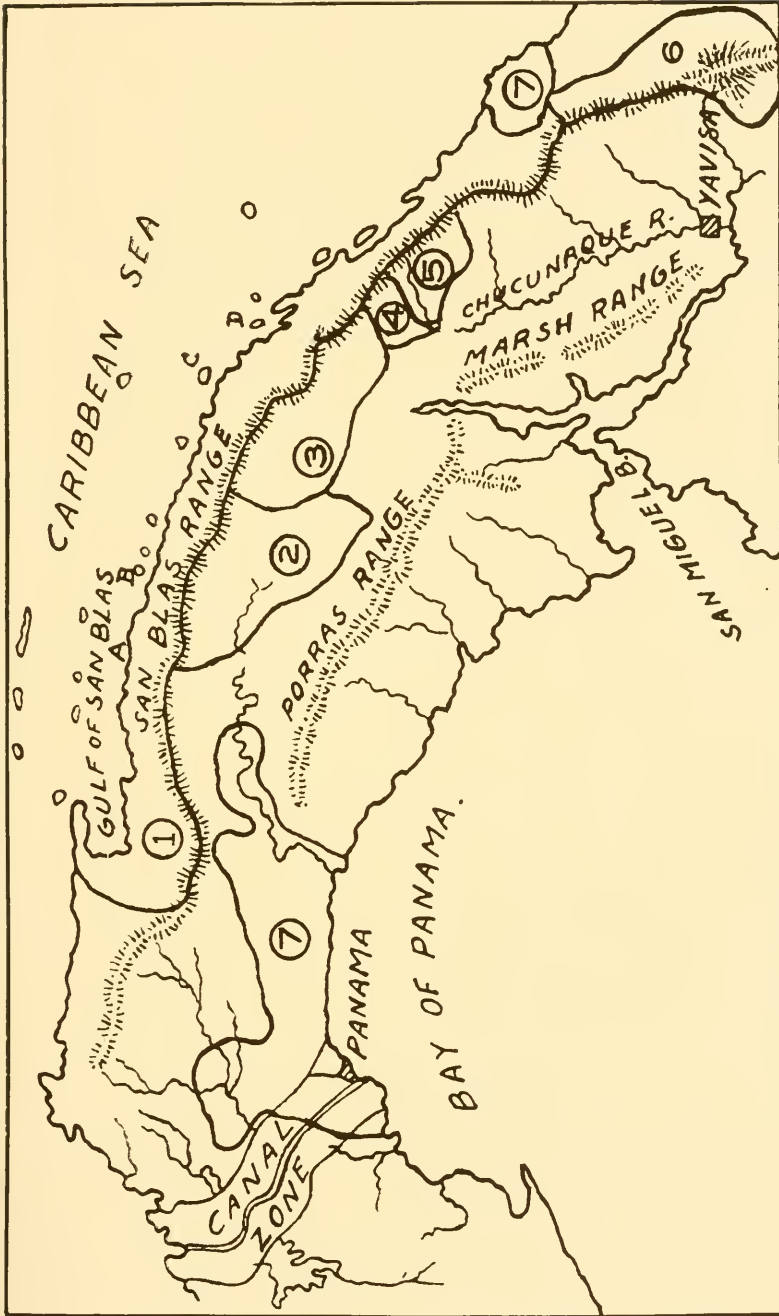 CARIBBEAN SEA
GULF OF SAN BLAS
A
B
C
D
SAN BLAS RANGE
1
2
3
4
5
6
7
7
CHUCUNAQUE R.
MARSH RANGE
YAVISA
PORRAS RANGE
SAN MIGUEL B.
PANAMA
BAY OF PANAMA.
CANAL
ZONE